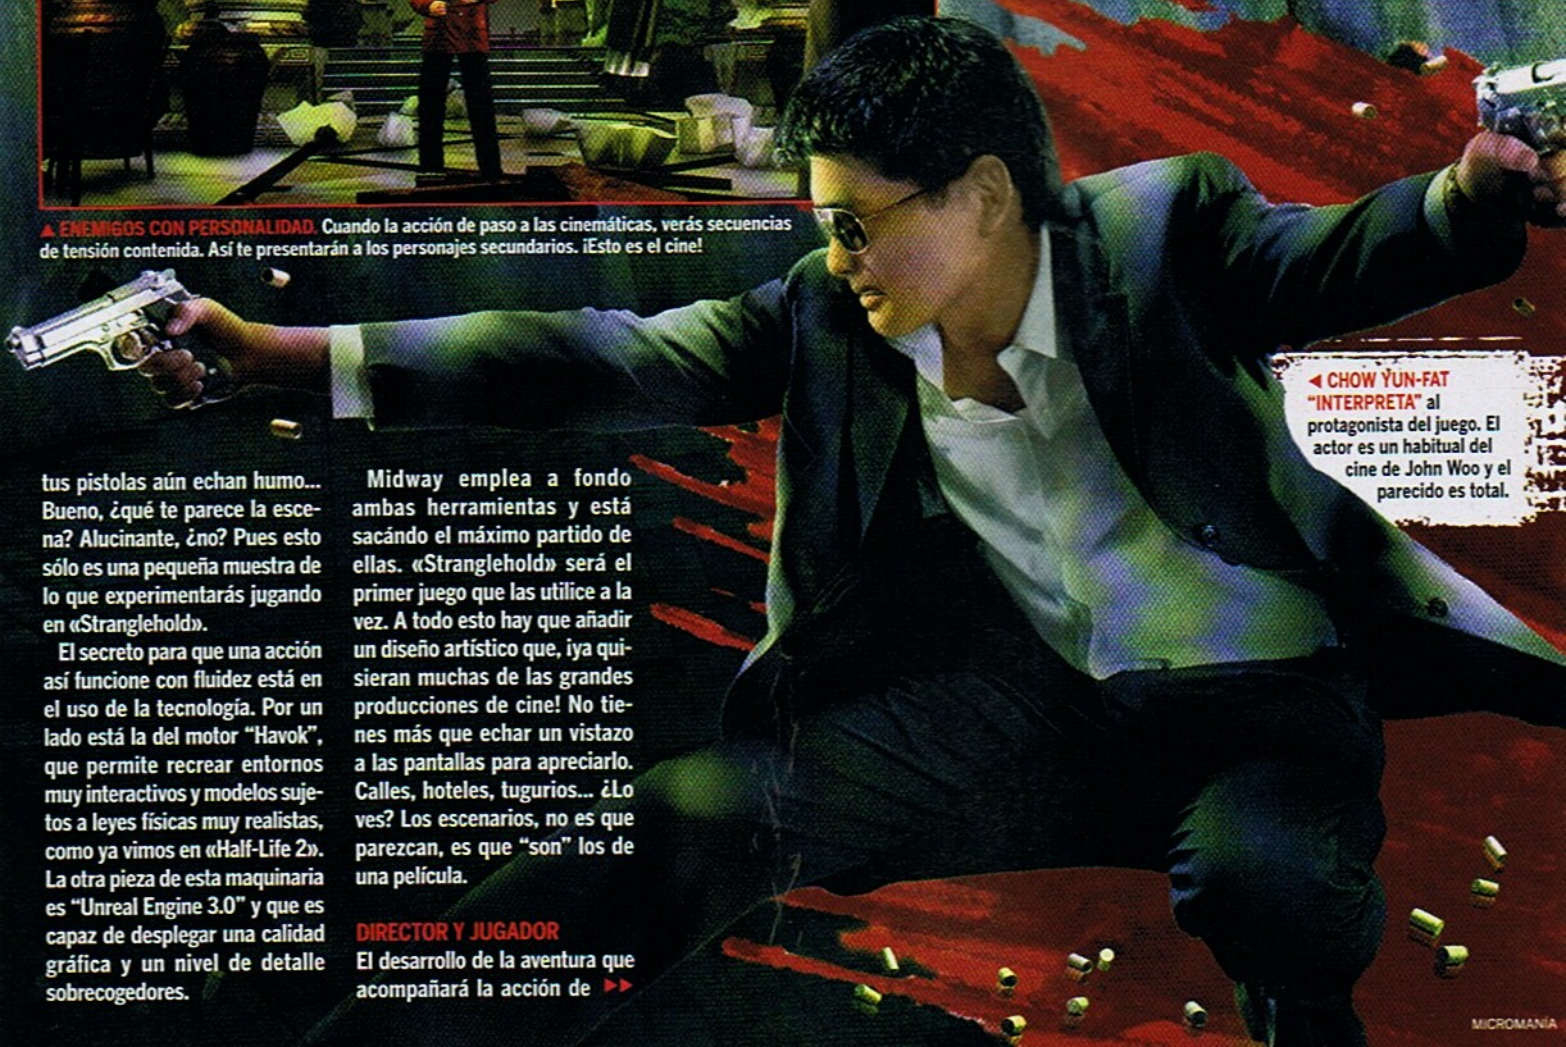 ▲ ENEMIGOS CON PERSONALIDAD. Cuando la acción de paso a las cinemáticas, verás secuencias
de tensión contenida. Así te presentarán a los personajes secundarios. ¡Esto es el cine!
◄ CHOW YUN-FAT
“INTERPRETA” al
protagonista del juego. El
actor es un habitual del
cine de John Woo y el
parecido es total.
tus pistolas aún echan humo...
Bueno, ¿qué te parece la esce-
na? Alucinante, ¿no? Pues esto
sólo es una pequeña muestra de
lo que experimentarás jugando
en «Stranglehold».
El secreto para que una acción
así funcione con fluidez está en
el uso de la tecnología. Por un
lado está la del motor “Havok”,
que permite recrear entornos
muy interactivos y modelos suje-
tos a leyes físicas muy realistas,
como ya vimos en «Half-Life 2».
La otra pieza de esta maquinaria
es “Unreal Engine 3.0” y que es
capaz de desplegar una calidad
gráfica y un nivel de detalle
sobrecogedores.
Midway emplea a fondo
ambas herramientas y está
sacándo el máximo partido de
ellas. «Stranglehold» será el
primer juego que las utilice a la
vez. A todo esto hay que añadir
un diseño artístico que, ¡ya qui-
sieran muchas de las grandes
producciones de cine! No tie-
nes más que echar un vistazo
a las pantallas para apreciarlo.
Calles, hoteles, tugurios... ¿Lo
ves? Los escenarios, no es que
parezcan, es que “son” los de
una película.
DIRECTOR Y JUGADOR
El desarrollo de la aventura que
acompañará la acción de ►►
MICROMANÍA